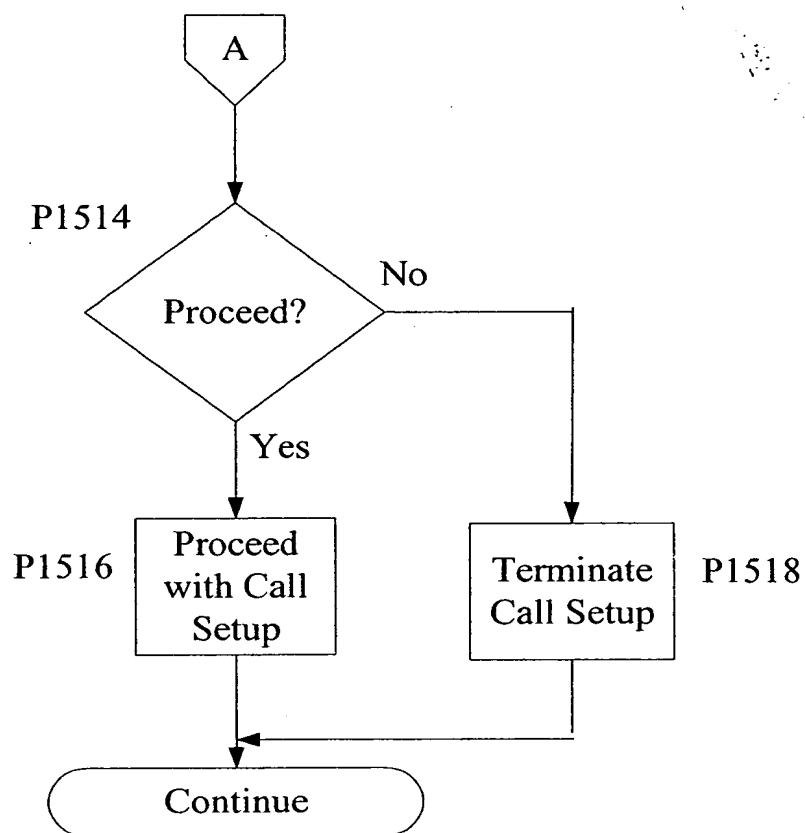 A
P1514
No
Proceed?
Yes
P1516
Proceed
with Call
Setup
Terminate
Call Setup
P1518
Continue